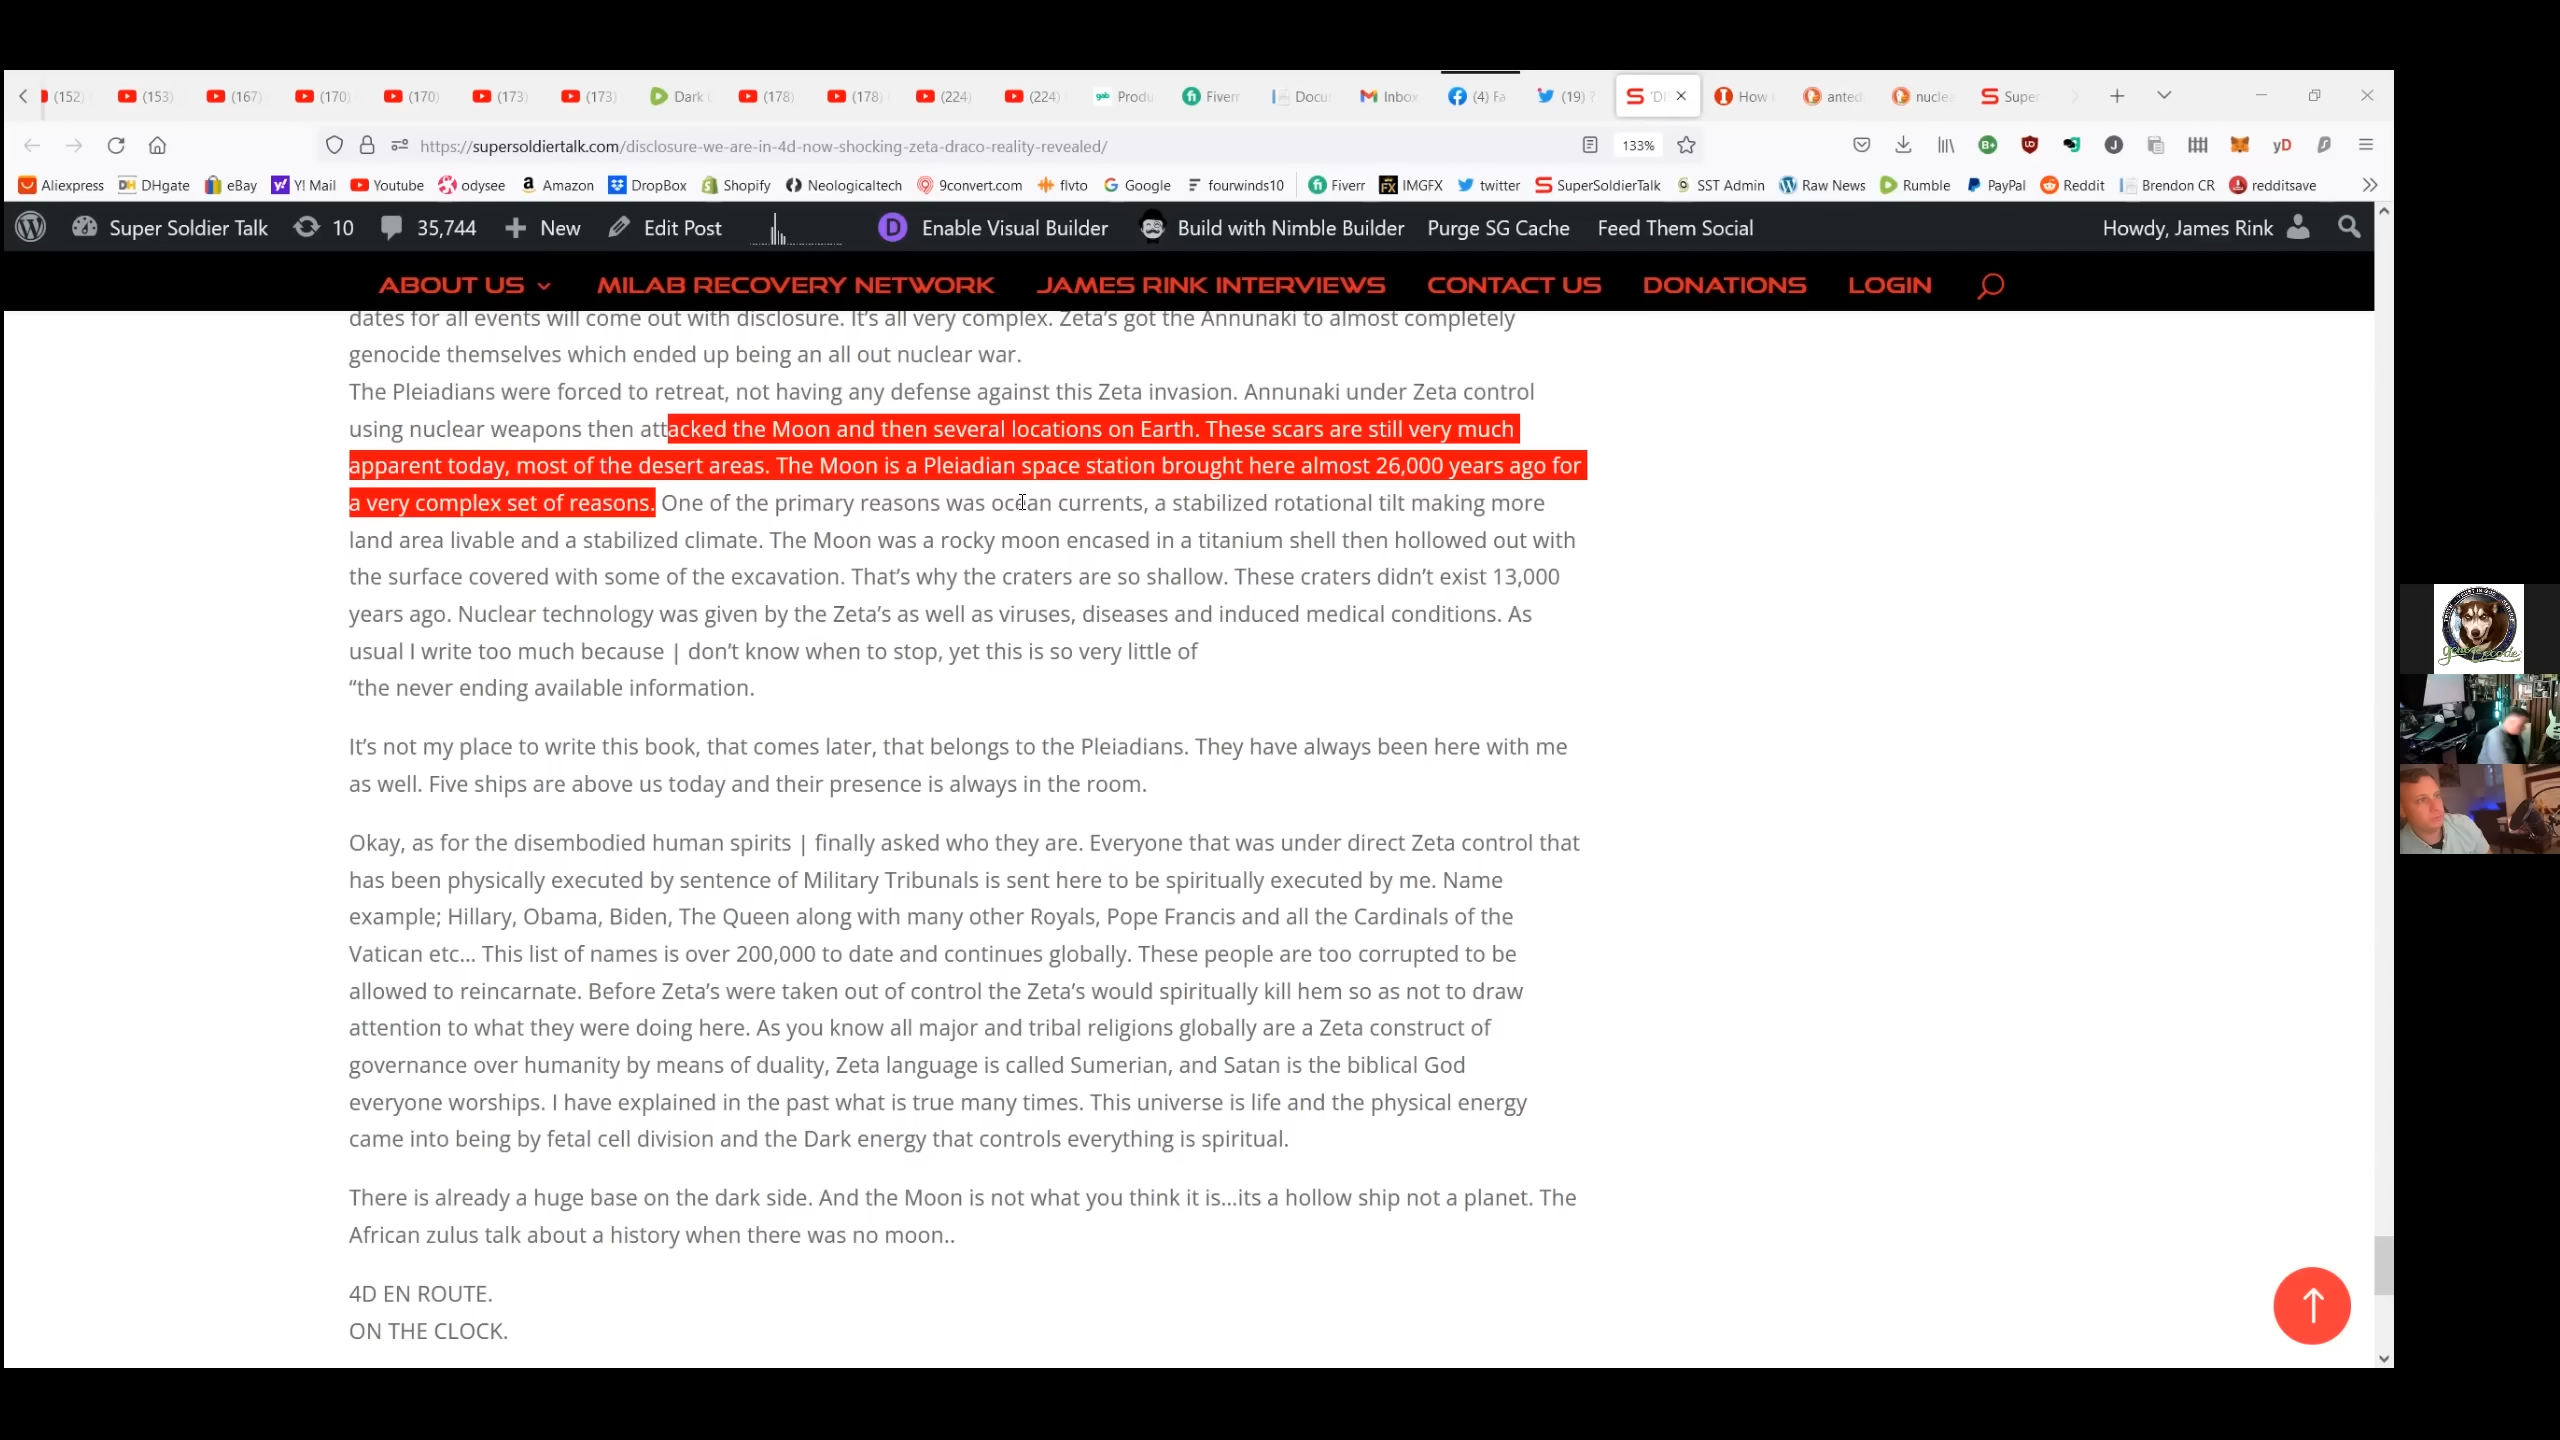 (152)
(153)
(167)
(170)
(170)
(173)
(173)
Dark
(178)
(178)
(224)
(224)
gab Produ
Fiverr
Docu
Inbox
(4) Fa
(19)
How
anted
nucle
Super
https://supersoldiertalk.com/disclosure-we-are-in-4d-now-shocking-zeta-draco-reality-revealed/
133%
Aliexpress DHgate eBay Y! Mail Youtube odysee Amazon DropBox Shopify Neologicaltech 9convert.com flvto Google fourwinds10 Fiverr IMGFX twitter SuperSoldierTalk SST Admin Raw News Rumble PayPal Reddit Brendon CR redditsave
Super Soldier Talk 10 35,744 New Edit Post Enable Visual Builder Build with Nimble Builder Purge SG Cache Feed Them Social Howdy, James Rink
ABOUT US MILAB RECOVERY NETWORK JAMES RINK INTERVIEWS CONTACT US DONATIONS LOGIN
dates for all events will come out with disclosure. It's all very complex. Zeta's got the Annunaki to almost completely
genocide themselves which ended up being an all out nuclear war.
The Pleiadians were forced to retreat, not having any defense against this Zeta invasion. Annunaki under Zeta control
using nuclear weapons then attacked the Moon and then several locations on Earth. These scars are still very much
apparent today, most of the desert areas. The Moon is a Pleiadian space station brought here almost 26,000 years ago for
a very complex set of reasons. One of the primary reasons was ocean currents, a stabilized rotational tilt making more
land area livable and a stabilized climate. The Moon was a rocky moon encased in a titanium shell then hollowed out with
the surface covered with some of the excavation. That's why the craters are so shallow. These craters didn't exist 13,000
years ago. Nuclear technology was given by the Zeta's as well as viruses, diseases and induced medical conditions. As
usual I write too much because | don't know when to stop, yet this is so very little of
“the never ending available information.
It's not my place to write this book, that comes later, that belongs to the Pleiadians. They have always been here with me
as well. Five ships are above us today and their presence is always in the room.
Okay, as for the disembodied human spirits | finally asked who they are. Everyone that was under direct Zeta control that
has been physically executed by sentence of Military Tribunals is sent here to be spiritually executed by me. Name
example; Hillary, Obama, Biden, The Queen along with many other Royals, Pope Francis and all the Cardinals of the
Vatican etc... This list of names is over 200,000 to date and continues globally. These people are too corrupted to be
allowed to reincarnate. Before Zeta's were taken out of control the Zeta's would spiritually kill hem so as not to draw
attention to what they were doing here. As you know all major and tribal religions globally are a Zeta construct of
governance over humanity by means of duality, Zeta language is called Sumerian, and Satan is the biblical God
everyone worships. I have explained in the past what is true many times. This universe is life and the physical energy
came into being by fetal cell division and the Dark energy that controls everything is spiritual.
There is already a huge base on the dark side. And the Moon is not what you think it is...its a hollow ship not a planet. The
African zulus talk about a history when there was no moon..
4D EN ROUTE.
ON THE CLOCK.